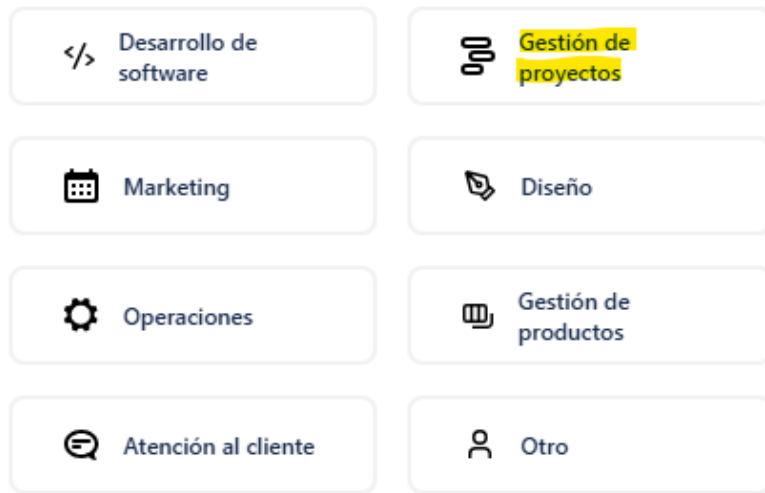 Desarrollo de
software
Gestión de
proyectos
Marketing
Diseño
Operaciones
Gestión de
productos
Atención al cliente
Otro